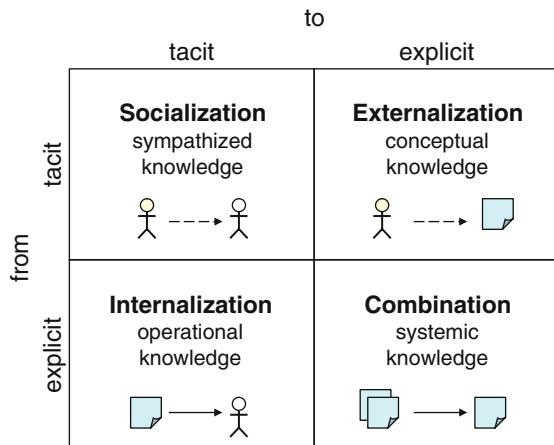 to
tacit
explicit
from
tacit
Socialization
sympathized
knowledge
Externalization
conceptual
knowledge
explicit
Internalization
operational
knowledge
Combination
systemic
knowledge